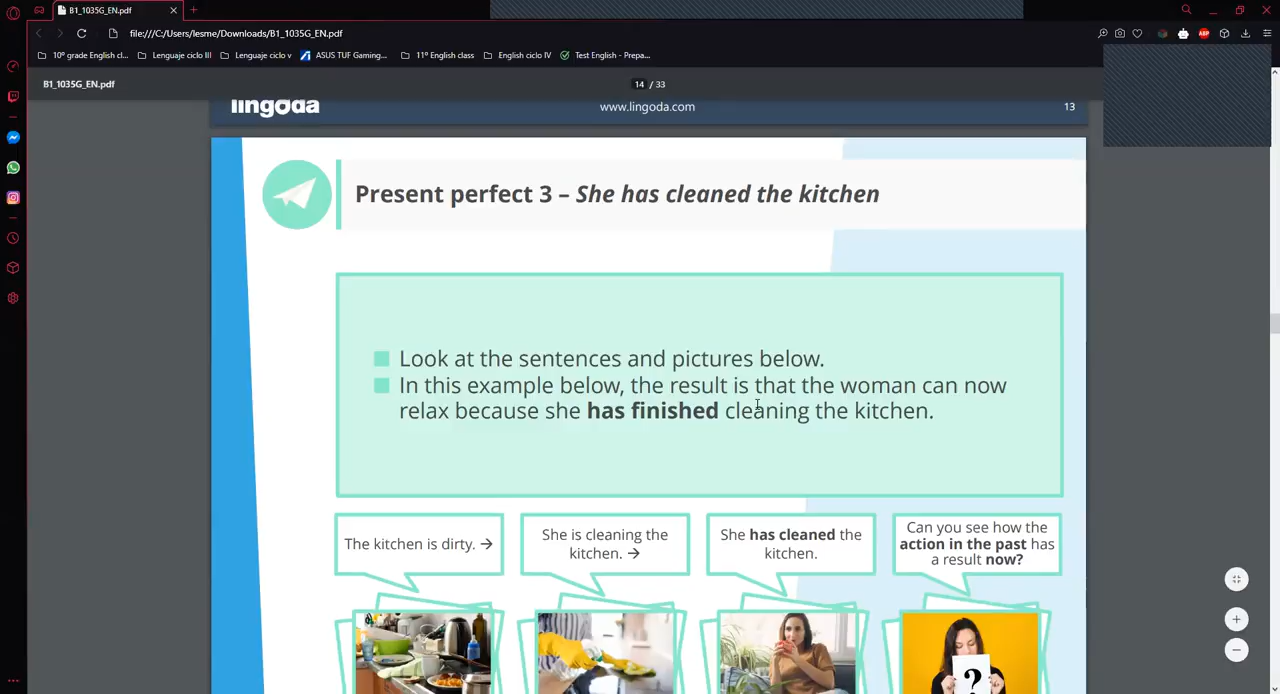 B1_1035G_EN.pdf
file:///C:/Users/lesme/Downloads/B1_1035G_EN.pdf
10º grade English cl...
Lenguaje ciclo III
Lenguaje ciclo v
ASUS TUF Gaming...
11º English class
English ciclo IV
Test English - Prepa...
B1_1035G_EN.pdf
14 / 33
lingoda
www.lingoda.com
13
Present perfect 3 – She has cleaned the kitchen
Look at the sentences and pictures below.
In this example below, the result is that the woman can now
relax because she has finished cleaning the kitchen.
The kitchen is dirty. →
She is cleaning the
kitchen. →
She has cleaned the
kitchen.
Can you see how the
action in the past has
a result now?
?